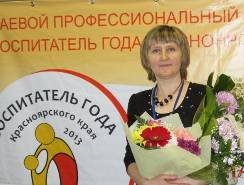 АЕВОЙ ПРОФЕССИОНАЛЬНЫЙ
ОСПИТАТЕЛЬ ГОДА
ОСПИТАТЕЛЬ ГОДА
Красноярского края
2013